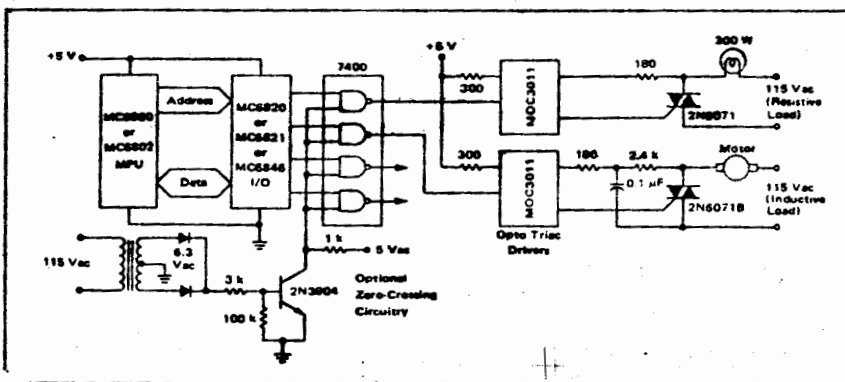 +5 V
MC6800
or
MC6802
MPU
Address
Data
MC6820
or
MC6821
or
MC6846
I/O
7400
+5 V
300
MOC3011
180
200 W
2N6071
115 Vac
(Resistive
Load)
300
MOC3011
180
2.4 k
0.1 µF
Motor
2N6071B
115 Vac
(Inductive
Load)
Opto Triac
Drivers
1 k
5 Vac
115 Vac
6.3
Vac
3 k
100 k
2N3904
Optional
Zero-Crossing
Circuitry